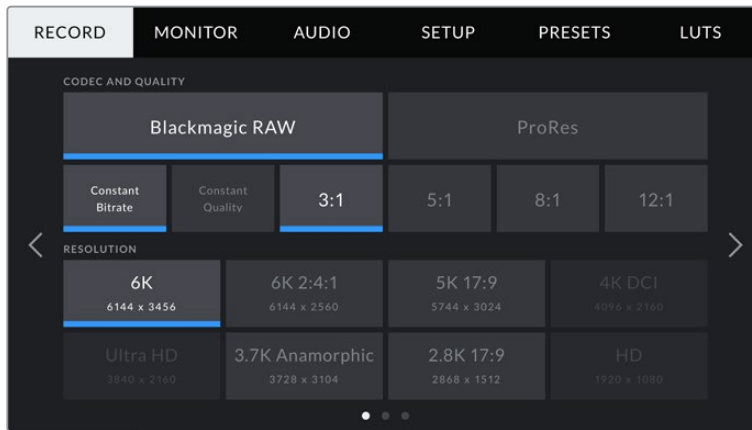 RECORD MONITOR AUDIO SETUP PRESETS LUTS
CODEC AND QUALITY
Blackmagic RAW ProRes
Constant Bitrate Constant Quality 3:1 5:1 8:1 12:1
RESOLUTION
6K 6K 2:4:1 5K 17:9 4K DCI
6144 x 3456 6144 x 2560 5744 x 3024 4096 x 2160
Ultra HD 3.7K Anamorphic 2.8K 17:9 HD
3840 x 2160 3728 x 3104 2868 x 1512 1920 x 1080